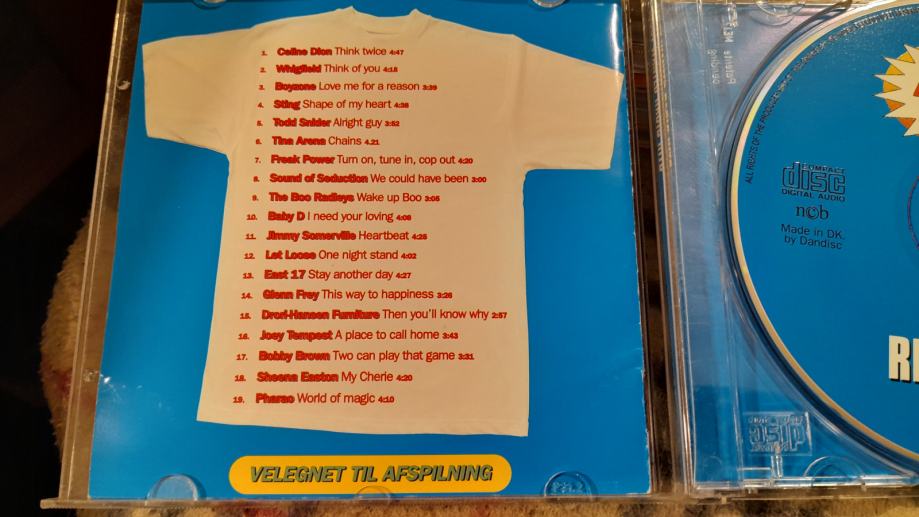 1. Celine Dion Think twice 4:47
2. Whigfield Think of you 4:18
3. Boyzone Love me for a reason 3:39
4. Sting Shape of my heart 4:38
5. Todd Snider Alright guy 3:52
6. Tina Arena Chains 4.21
7. Freak Power Turn on, tune in, cop out 4:20
8. Sound of Seduction We could have been 3:00
9. The Boo Radleys Wake up Boo 3:05
10. Baby D I need your loving 4:08
11. Jimmy Somerville Heartbeat 4:25
12. Let Loose One night stand 4:02
13. East 17 Stay another day 4:27
14. Glenn Frey This way to happiness 3:26
15. Drori-Hansen Furniture Then you'll know why 2:57
16. Joey Tempest A place to call home 3:43
17. Bobby Brown Two can play that game 3:31
18. Sheena Easton My Cherie 4:20
19. Pharao World of magic 4:10
VELEGNET TIL AFSPILNING
ALL RIGHTS OF THE PRODUCER
COMPACT
disc
DIGITAL AUDIO
n©b
Made in DK.
by Dandisc